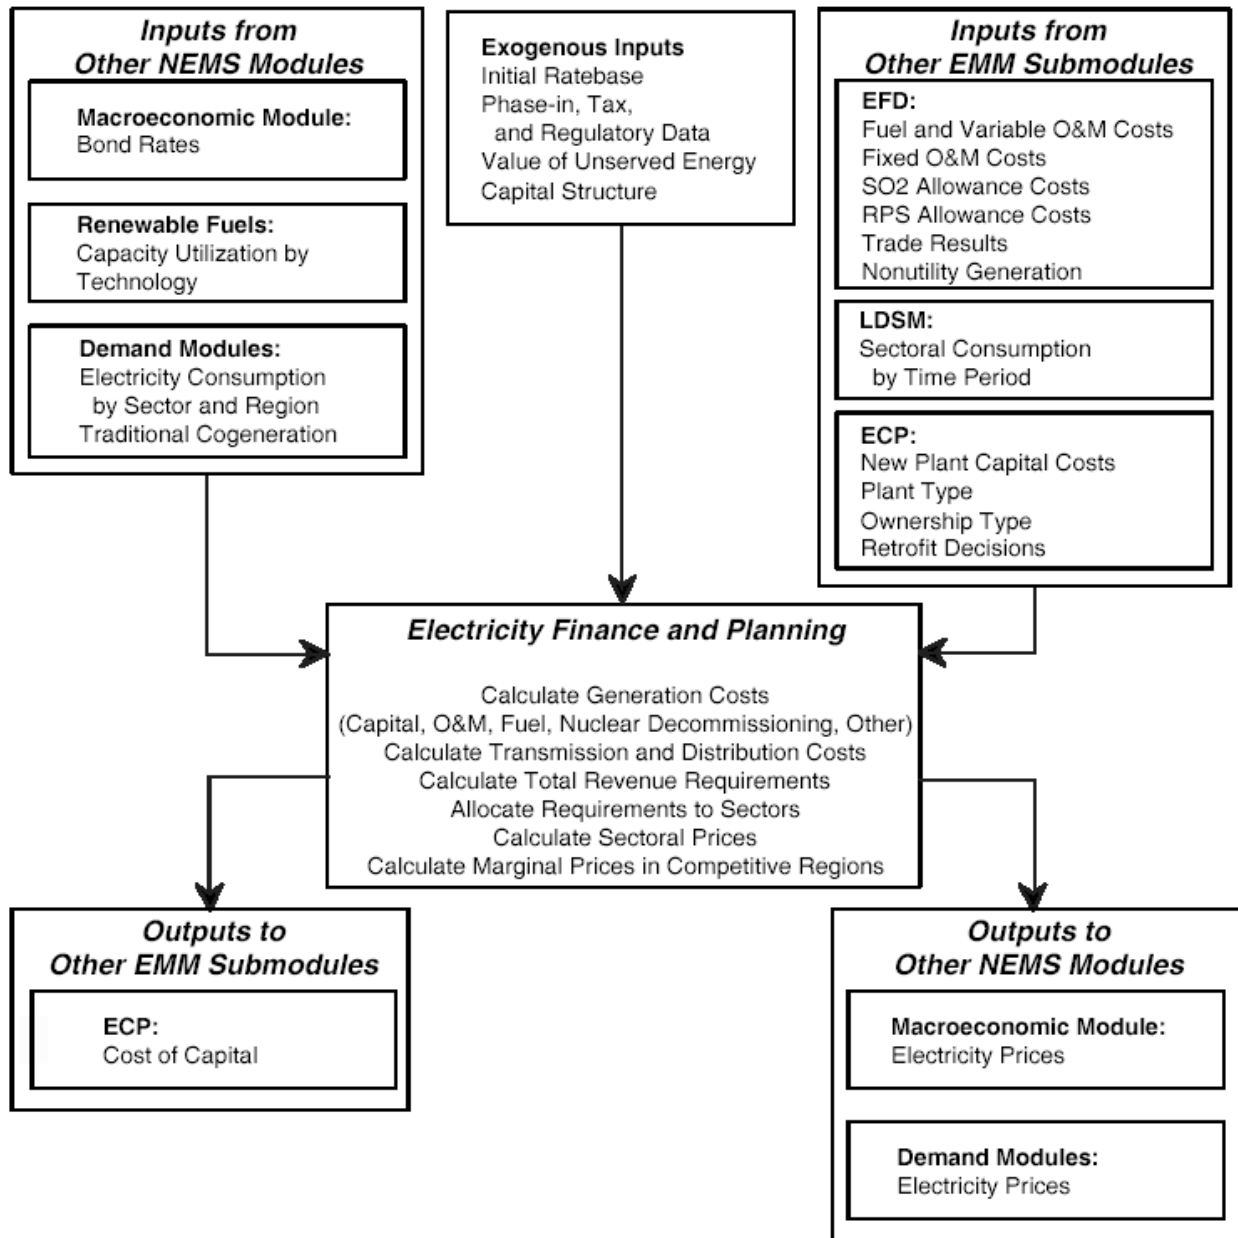 Inputs from
Other NEMS Modules
Macroeconomic Module:
Bond Rates
Renewable Fuels:
Capacity Utilization by
Technology
Demand Modules:
Electricity Consumption
by Sector and Region
Traditional Cogeneration
Exogenous Inputs
Initial Ratebase
Phase-in, Tax,
and Regulatory Data
Value of Unserved Energy
Capital Structure
Inputs from
Other EMM Submodules
EFD:
Fuel and Variable O&M Costs
Fixed O&M Costs
SO2 Allowance Costs
RPS Allowance Costs
Trade Results
Nonutility Generation
LDSM:
Sectoral Consumption
by Time Period
ECP:
New Plant Capital Costs
Plant Type
Ownership Type
Retrofit Decisions
Electricity Finance and Planning
Calculate Generation Costs
(Capital, O&M, Fuel, Nuclear Decommissioning, Other)
Calculate Transmission and Distribution Costs
Calculate Total Revenue Requirements
Allocate Requirements to Sectors
Calculate Sectoral Prices
Calculate Marginal Prices in Competitive Regions
Outputs to
Other EMM Submodules
ECP:
Cost of Capital
Outputs to
Other NEMS Modules
Macroeconomic Module:
Electricity Prices
Demand Modules:
Electricity Prices